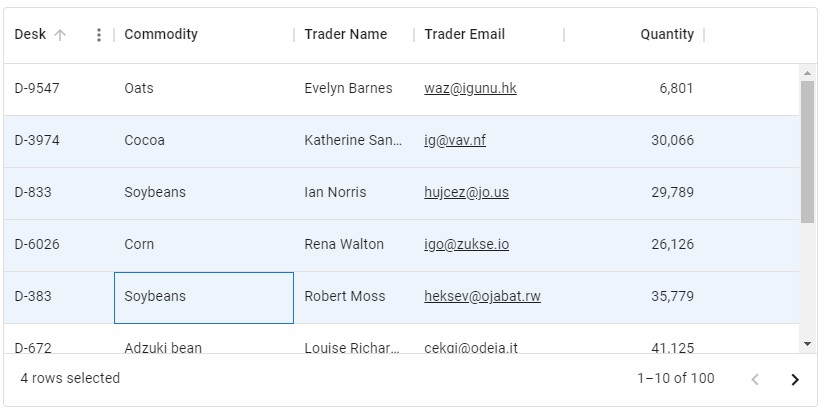 Desk Commodity Trader Name Trader Email Quantity
D-9547 Oats Evelyn Barnes waz@igunu.hk 6,801
D-3974 Cocoa Katherine San... ig@vav.nf 30,066
D-833 Soybeans Ian Norris hujcez@jo.us 29,789
D-6026 Corn Rena Walton igo@zukse.io 26,126
D-383 Soybeans Robert Moss heksev@ojabat.rw 35,779
D-672 Adzuki bean Louise Richar... cekgi@odeja.it 41,125
4 rows selected 1–10 of 100